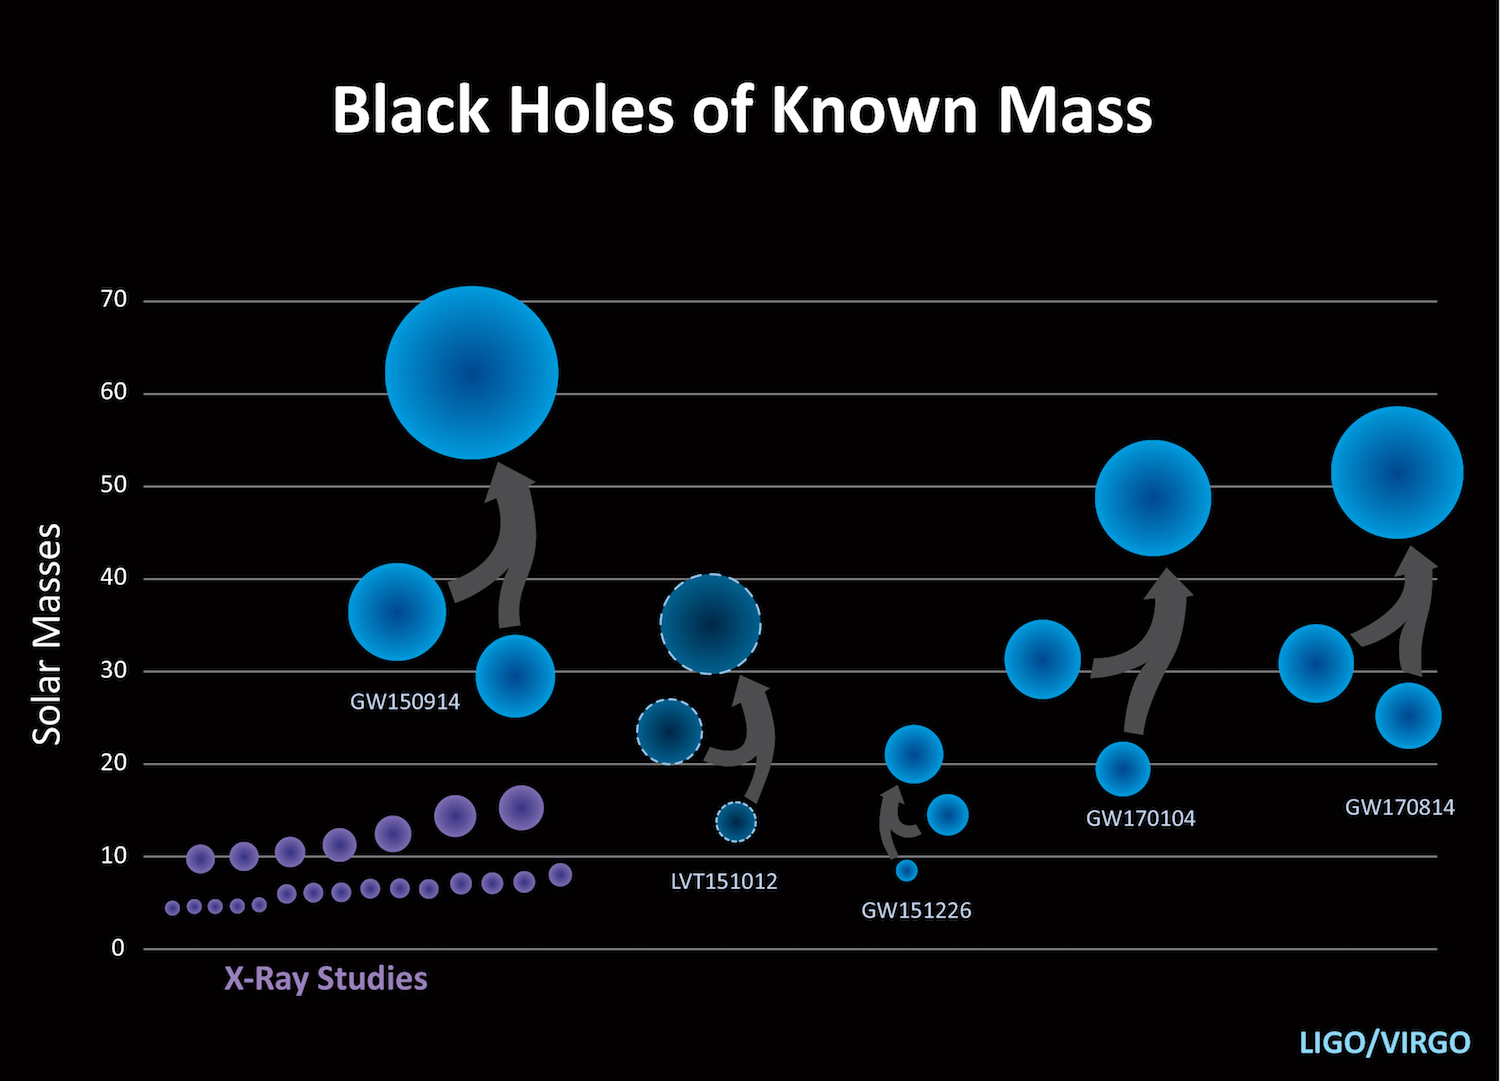 Black Holes of Known Mass
Solar Masses
70
60
50
40
30
20
10
0
GW150914
LVT151012
GW151226
GW170104
GW170814
X-Ray Studies
LIGO/VIRGO